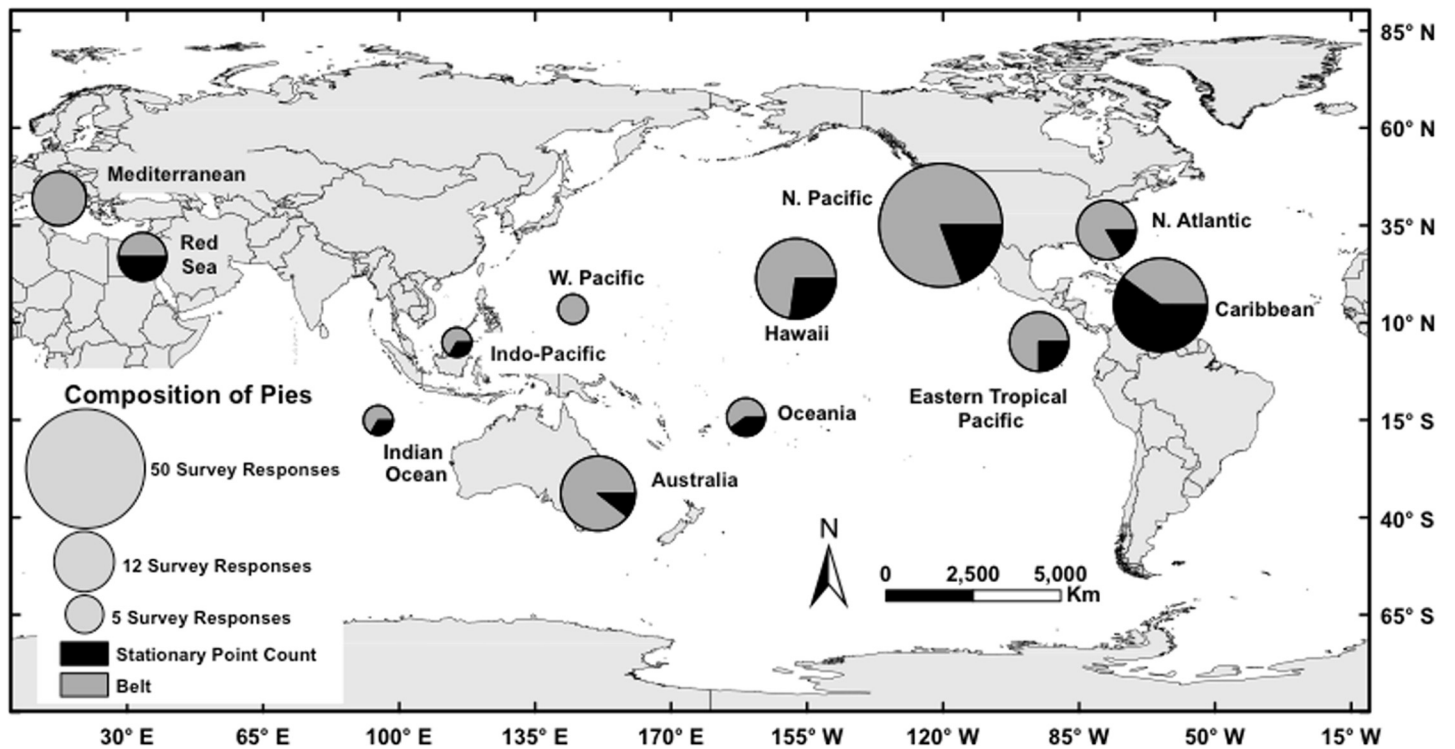 85° N
60° N
35° N
10° N
15° S
40° S
65° S
Mediterranean
Red
Sea
W. Pacific
Indo-Pacific
Indian
Ocean
Australia
Oceania
Hawaii
N. Pacific
N. Atlantic
Caribbean
Eastern Tropical
Pacific
Composition of Pies
50 Survey Responses
12 Survey Responses
5 Survey Responses
Stationary Point Count
Belt
N
0 2,500 5,000
Km
30° E 65° E 100° E 135° E 170° E 155° W 120° W 85° W 50° W 15° W